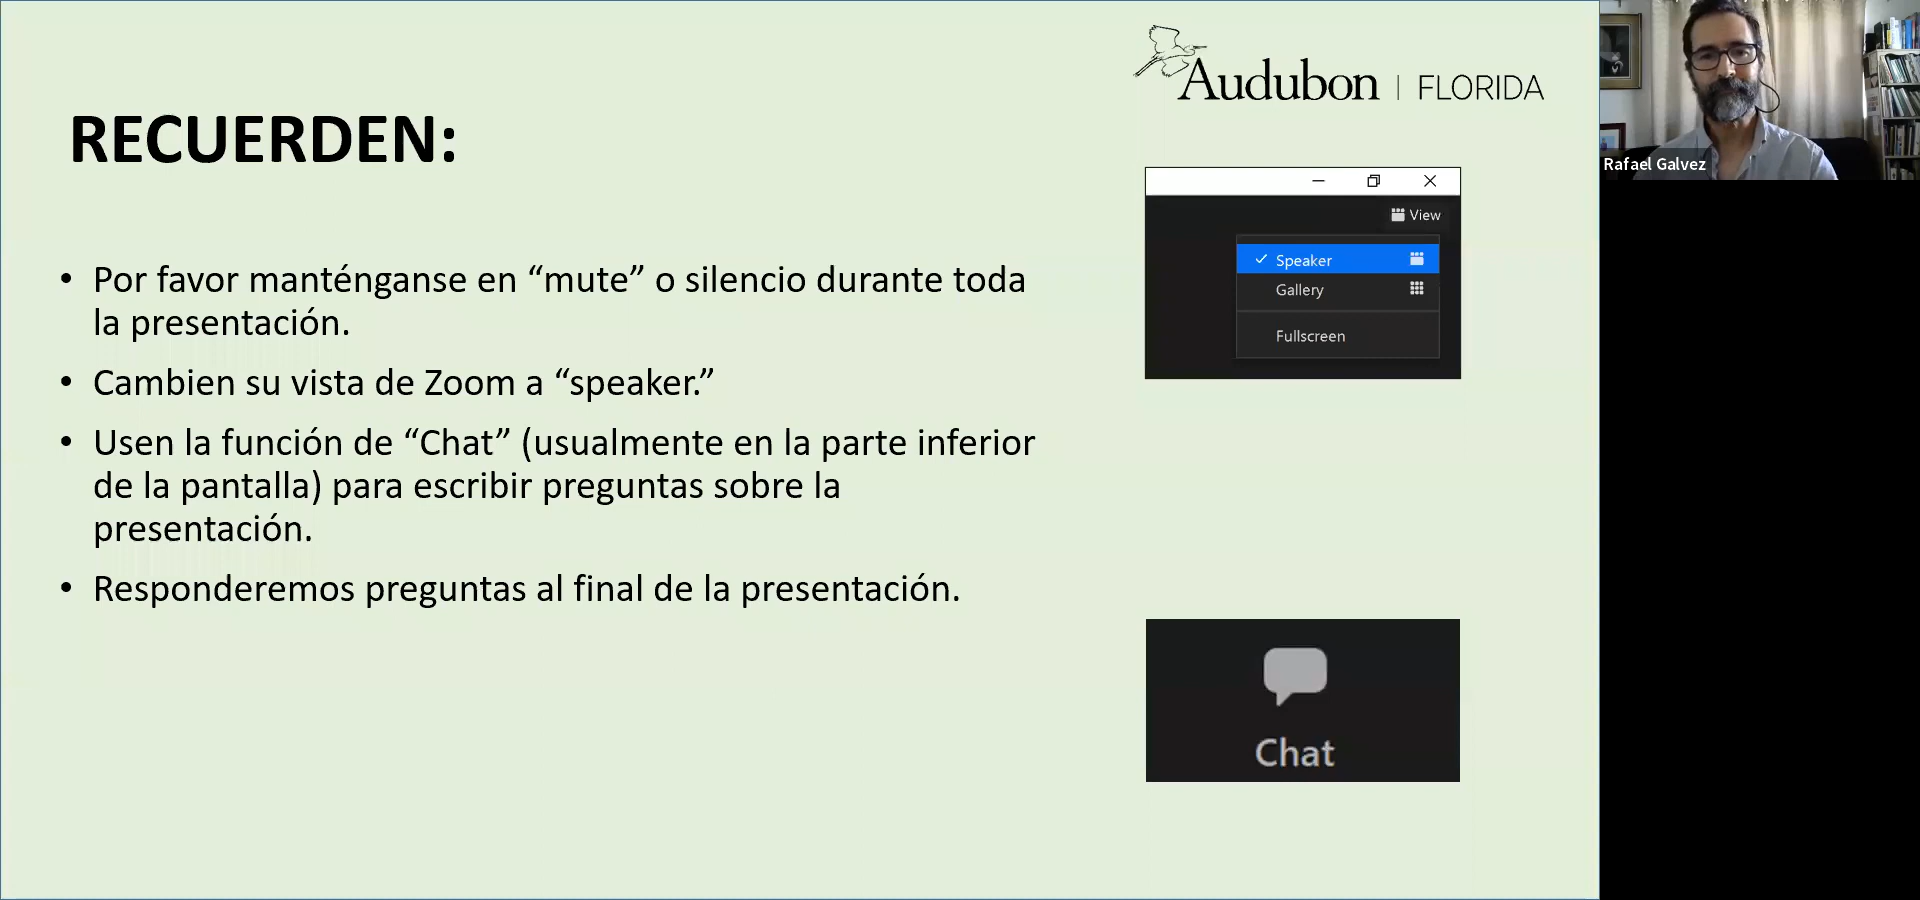 Audubon | FLORIDA
RECUERDEN:
• Por favor manténganse en “mute” o silencio durante toda
la presentación.
• Cambien su vista de Zoom a “speaker.”
• Usen la función de “Chat” (usualmente en la parte inferior
de la pantalla) para escribir preguntas sobre la
presentación.
• Responderemos preguntas al final de la presentación.
View
Speaker
Gallery
Fullscreen
Chat
Rafael Galvez